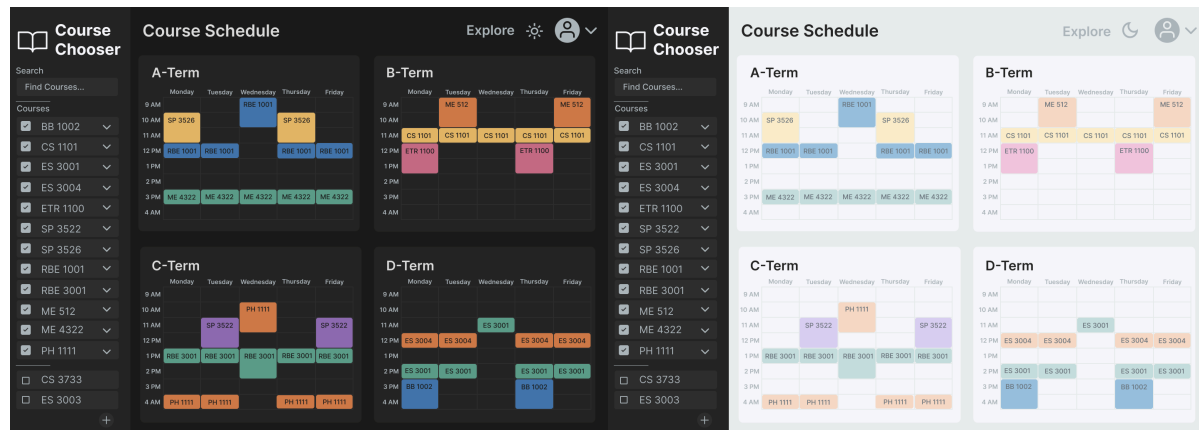 Course
Chooser
Search
Find Courses...
Courses
BB 1002
CS 1101
ES 3001
ES 3004
ETR 1100
SP 3522
SP 3526
RBE 1001
RBE 3001
ME 512
ME 4322
PH 1111
CS 3733
ES 3003
Course Schedule
Explore
A-Term
Monday Tuesday Wednesday Thursday Friday
9 AM RBE 1001
10 AM SP 3526 SP 3526
11 AM
12 PM RBE 1001 RBE 1001 RBE 1001 RBE 1001
1 PM
2 PM
3 PM ME 4322 ME 4322 ME 4322 ME 4322 ME 4322
4 AM
B-Term
Monday Tuesday Wednesday Thursday Friday
9 AM ME 512 ME 512
10 AM
11 AM CS 1101 CS 1101 CS 1101 CS 1101 CS 1101
12 PM ETR 1100 ETR 1100
1 PM
2 PM
3 PM
4 AM
C-Term
Monday Tuesday Wednesday Thursday Friday
9 AM
10 AM PH 1111
11 AM SP 3522 SP 3522
12 PM
1 PM RBE 3001 RBE 3001 RBE 3001 RBE 3001 RBE 3001
2 PM
3 PM
4 AM PH 1111 PH 1111 PH 1111 PH 1111
D-Term
Monday Tuesday Wednesday Thursday Friday
9 AM
10 AM
11 AM ES 3001
12 PM ES 3004 ES 3004 ES 3004 ES 3004
1 PM
2 PM ES 3001 ES 3001 ES 3001 ES 3001
3 PM BB 1002 BB 1002
4 AM
Course
Chooser
Search
Find Courses...
Courses
BB 1002
CS 1101
ES 3001
ES 3004
ETR 1100
SP 3522
SP 3526
RBE 1001
RBE 3001
ME 512
ME 4322
PH 1111
CS 3733
ES 3003
Course Schedule
Explore
A-Term
Monday Tuesday Wednesday Thursday Friday
9 AM RBE 1001
10 AM SP 3526 SP 3526
11 AM
12 PM RBE 1001 RBE 1001 RBE 1001 RBE 1001
1 PM
2 PM
3 PM ME 4322 ME 4322 ME 4322 ME 4322 ME 4322
4 AM
B-Term
Monday Tuesday Wednesday Thursday Friday
9 AM ME 512 ME 512
10 AM
11 AM CS 1101 CS 1101 CS 1101 CS 1101 CS 1101
12 PM ETR 1100 ETR 1100
1 PM
2 PM
3 PM
4 AM
C-Term
Monday Tuesday Wednesday Thursday Friday
9 AM
10 AM PH 1111
11 AM SP 3522 SP 3522
12 PM
1 PM RBE 3001 RBE 3001 RBE 3001 RBE 3001 RBE 3001
2 PM
3 PM
4 AM PH 1111 PH 1111 PH 1111 PH 1111
D-Term
Monday Tuesday Wednesday Thursday Friday
9 AM
10 AM
11 AM ES 3001
12 PM ES 3004 ES 3004 ES 3004 ES 3004
1 PM
2 PM ES 3001 ES 3001 ES 3001 ES 3001
3 PM BB 1002 BB 1002
4 AM